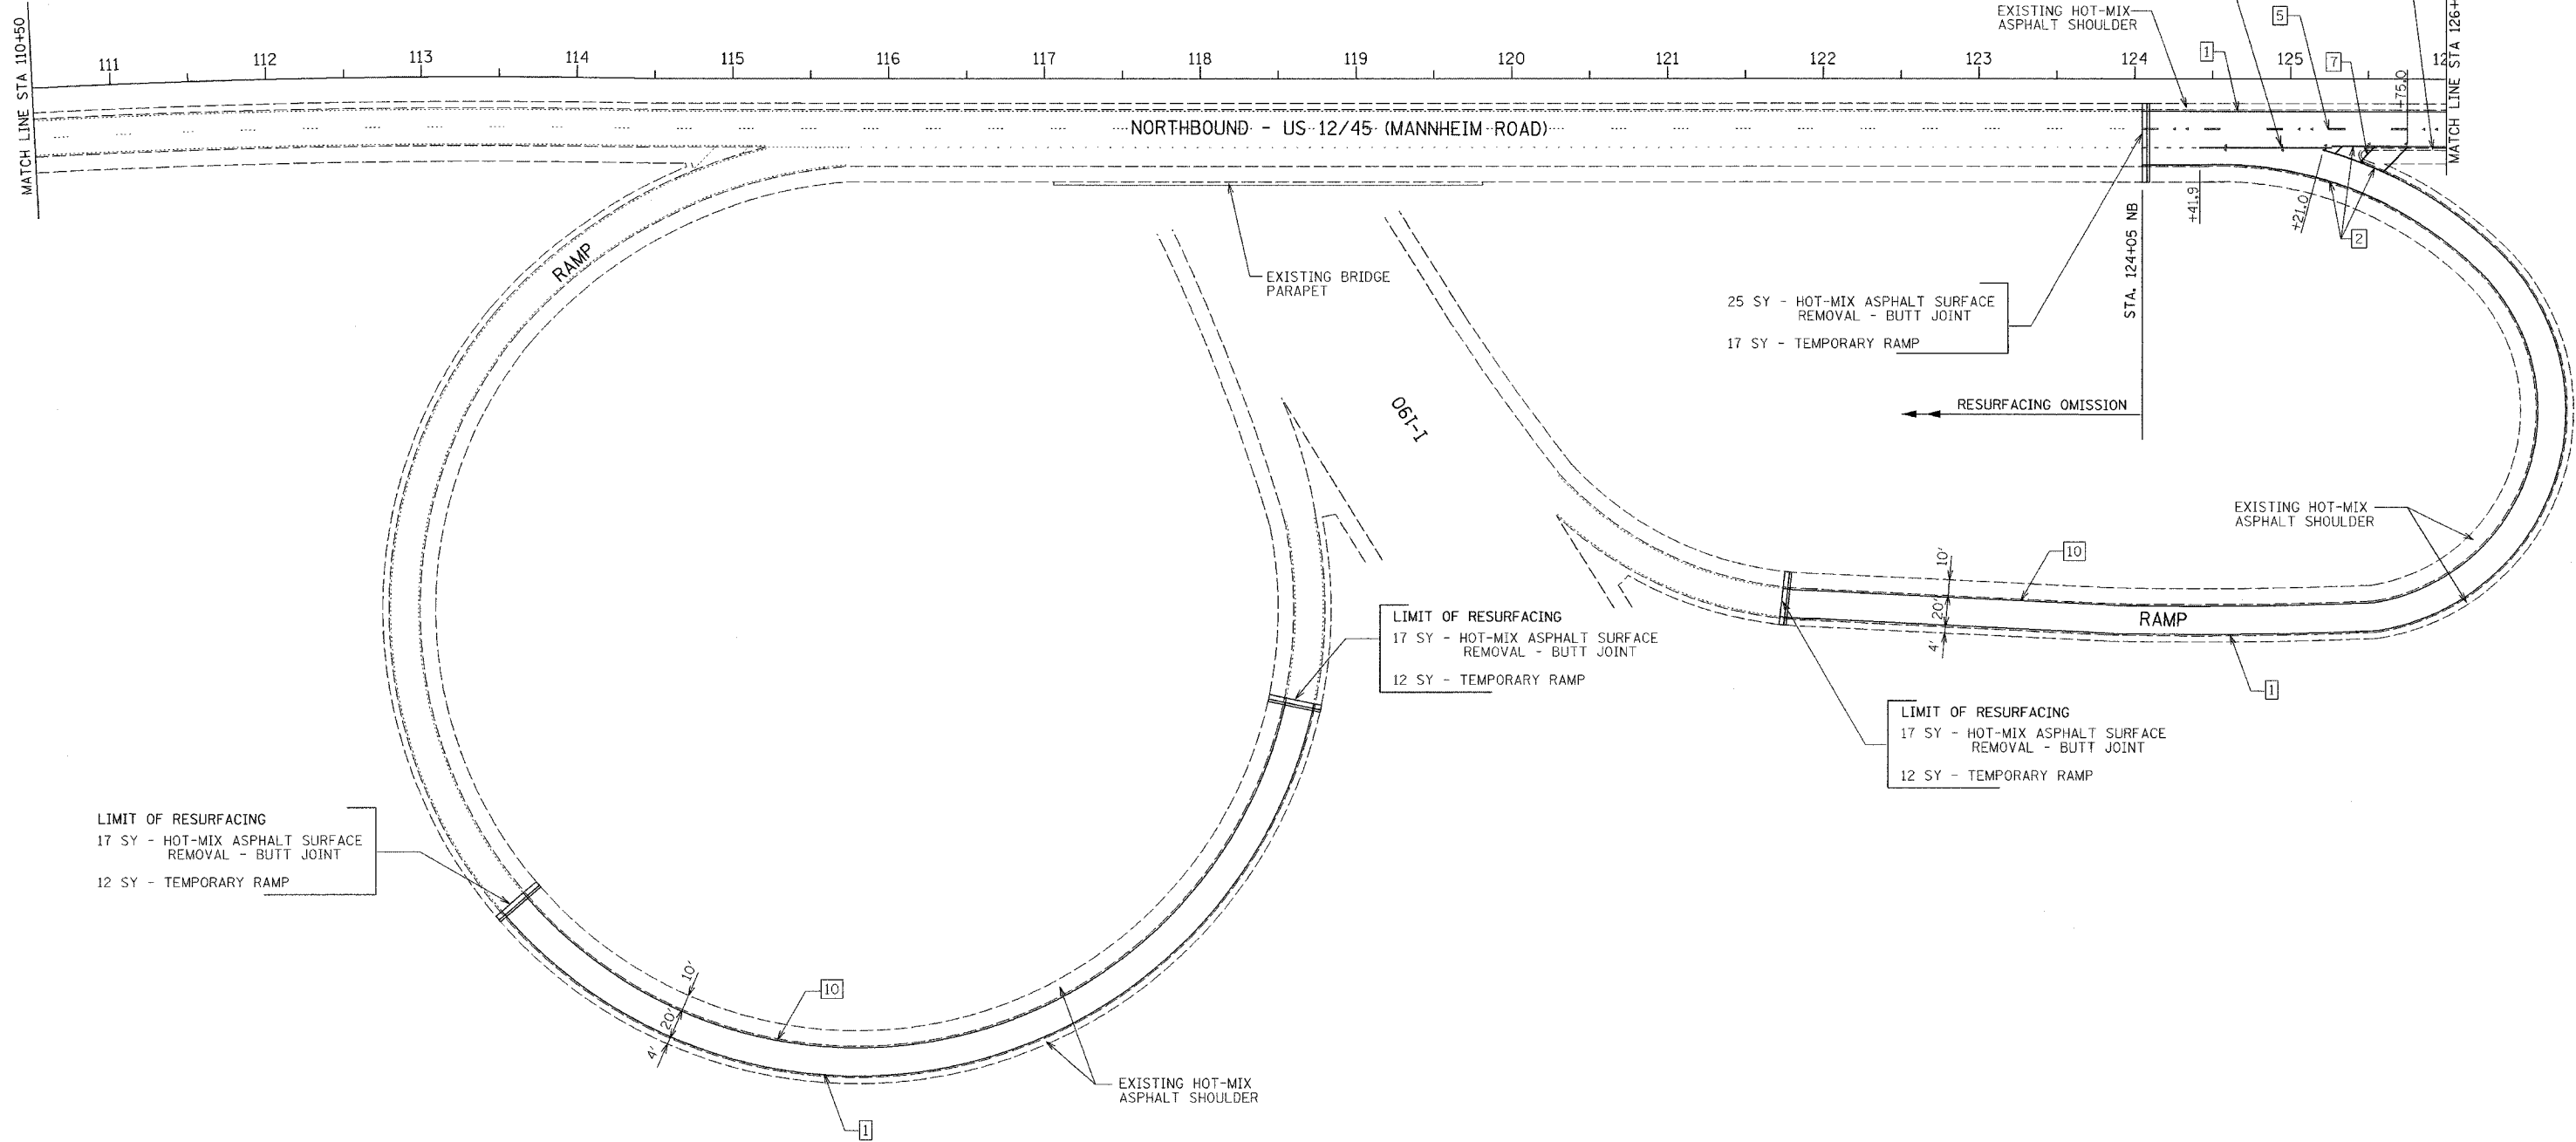 EXISTING HOT-MIX
ASPHALT SHOULDER
5
1
7
MATCH LINE STA 110+50
111
112
113
114
115
116
117
118
119
120
121
122
123
124
125
12
+75.0
MATCH LINE STA 126+
NORTHBOUND - US 12/45 (MANNHEIM ROAD)
+41.9
+21.0
2
STA. 124+05 NB
RAMP
EXISTING BRIDGE
PARAPET
25 SY - HOT-MIX ASPHALT SURFACE
REMOVAL - BUTT JOINT
17 SY - TEMPORARY RAMP
RESURFACING OMISSION
I-190
EXISTING HOT-MIX
ASPHALT SHOULDER
10'
20'
4'
10
RAMP
1
LIMIT OF RESURFACING
17 SY - HOT-MIX ASPHALT SURFACE
REMOVAL - BUTT JOINT
12 SY - TEMPORARY RAMP
LIMIT OF RESURFACING
17 SY - HOT-MIX ASPHALT SURFACE
REMOVAL - BUTT JOINT
12 SY - TEMPORARY RAMP
LIMIT OF RESURFACING
17 SY - HOT-MIX ASPHALT SURFACE
REMOVAL - BUTT JOINT
12 SY - TEMPORARY RAMP
10'
20'
4'
10
EXISTING HOT-MIX
ASPHALT SHOULDER
1